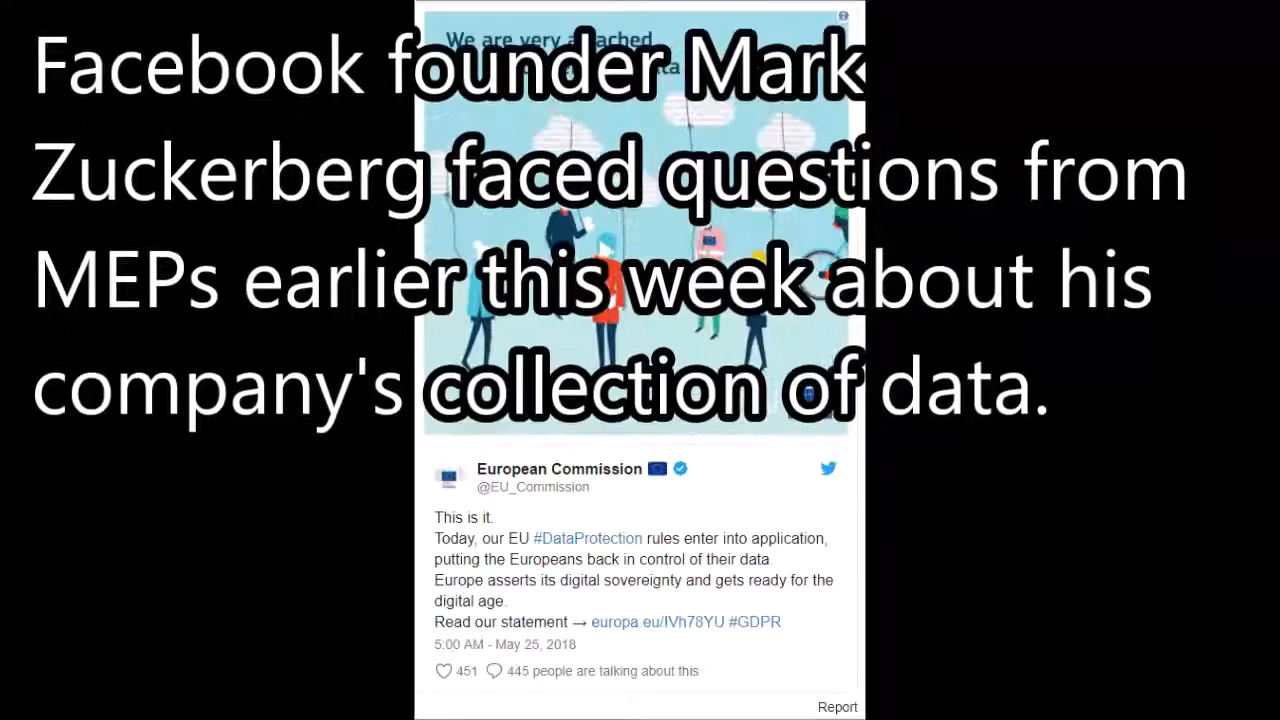 Facebook founder Mark
Zuckerberg faced questions from
MEPs earlier this week about his
company's collection of data.
We are very
European Commission
@EU_Commission
This is it.
Today, our EU #DataProtection rules enter into application,
putting the Europeans back in control of their data.
Europe asserts its digital sovereignty and gets ready for the
digital age.
Read our statement → europa.eu/!Vh78YU #GDPR
5:00 AM - May 25, 2018
451 445 people are talking about this
Report